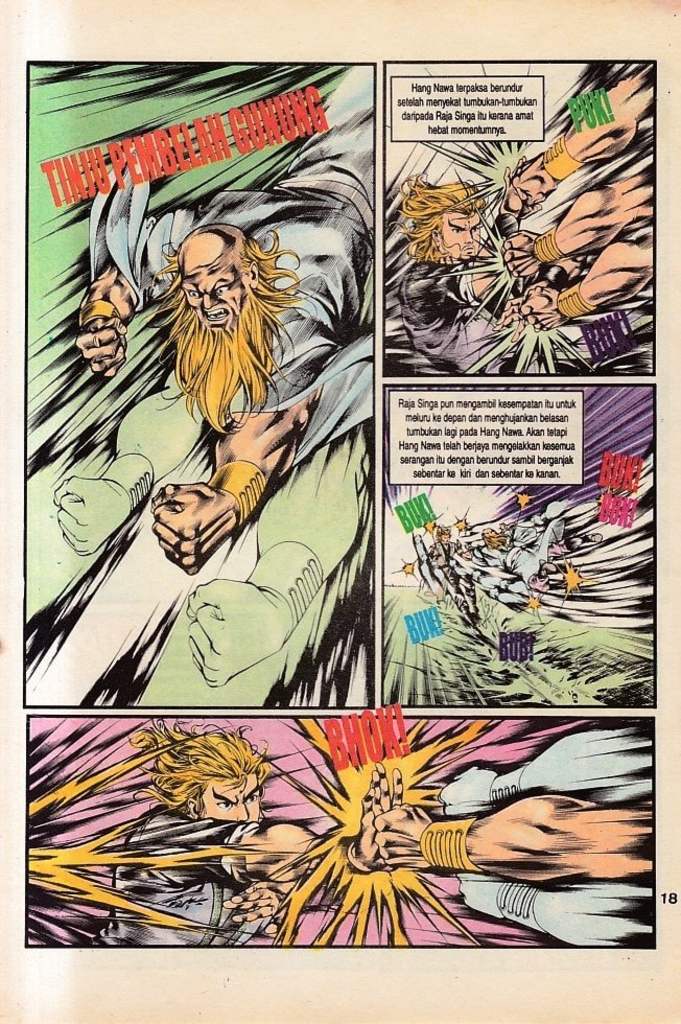 TINJU PEMBELAH GUNUNG
Hang Nawa terpaksa berundur
setelah menyekat tumbukan-tumbukan
daripada Raja Singa itu kerana amat
hebat momentumnya.
PUK!
BUK!
Raja Singa pun mengambil kesempatan itu untuk
meluru ke depan dan menghujankan belasan
tumbukan lagi pada Hang Nawa. Akan tetapi
Hang Nawa telah berjaya mengelakkan kesemua
serangan itu dengan berundur sambil berganjak
sebentar ke kiri dan sebentar ke kanan.
BUK!
BUK!
BUK!
BUK!
BUB!
BHOK!
18